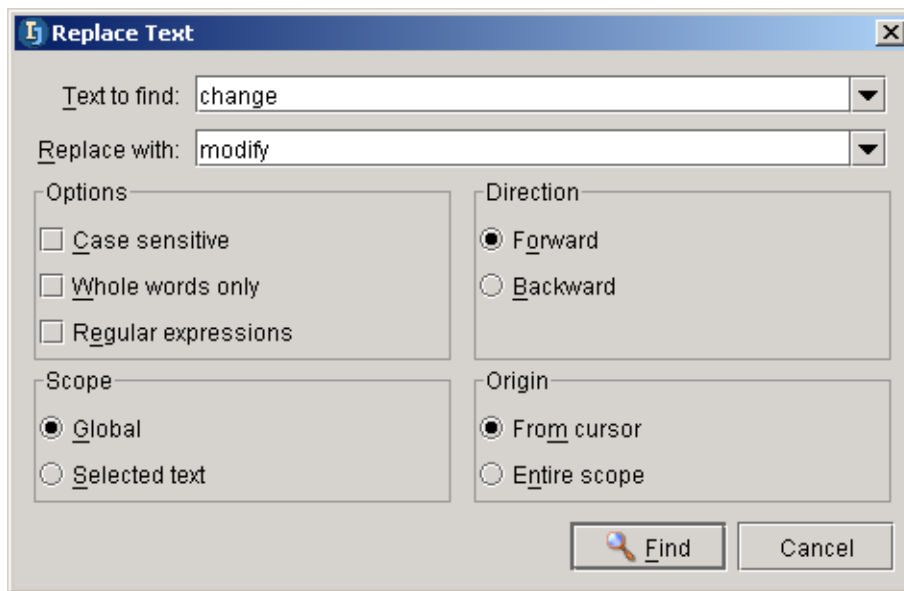 Replace Text
Text to find: change
Replace with: modify
Options
Case sensitive
Whole words only
Regular expressions
Direction
Forward
Backward
Scope
Global
Selected text
Origin
From cursor
Entire scope
Find Cancel